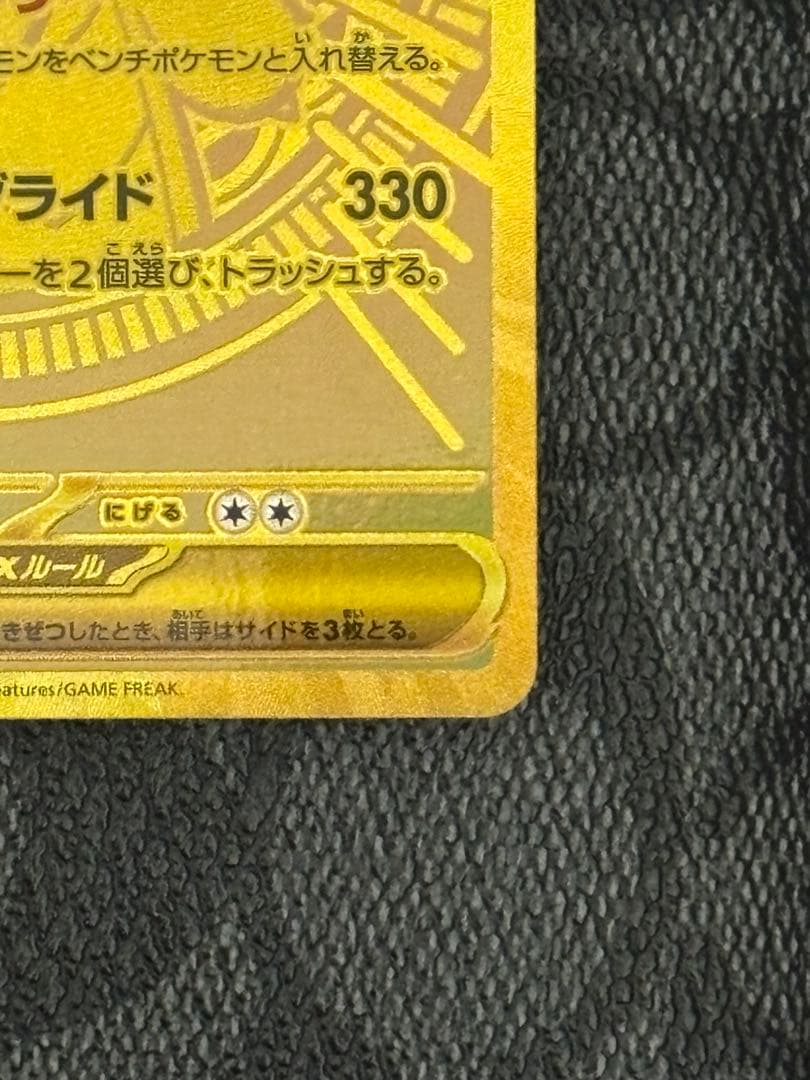 モンをベンチポケモンと入れ替える。
ブライド 330
ーを2個選び、トラッシュする。
にげる
Xルール
きぜつしたとき、相手はサイドを3枚とる。
eatures/GAME FREAK.